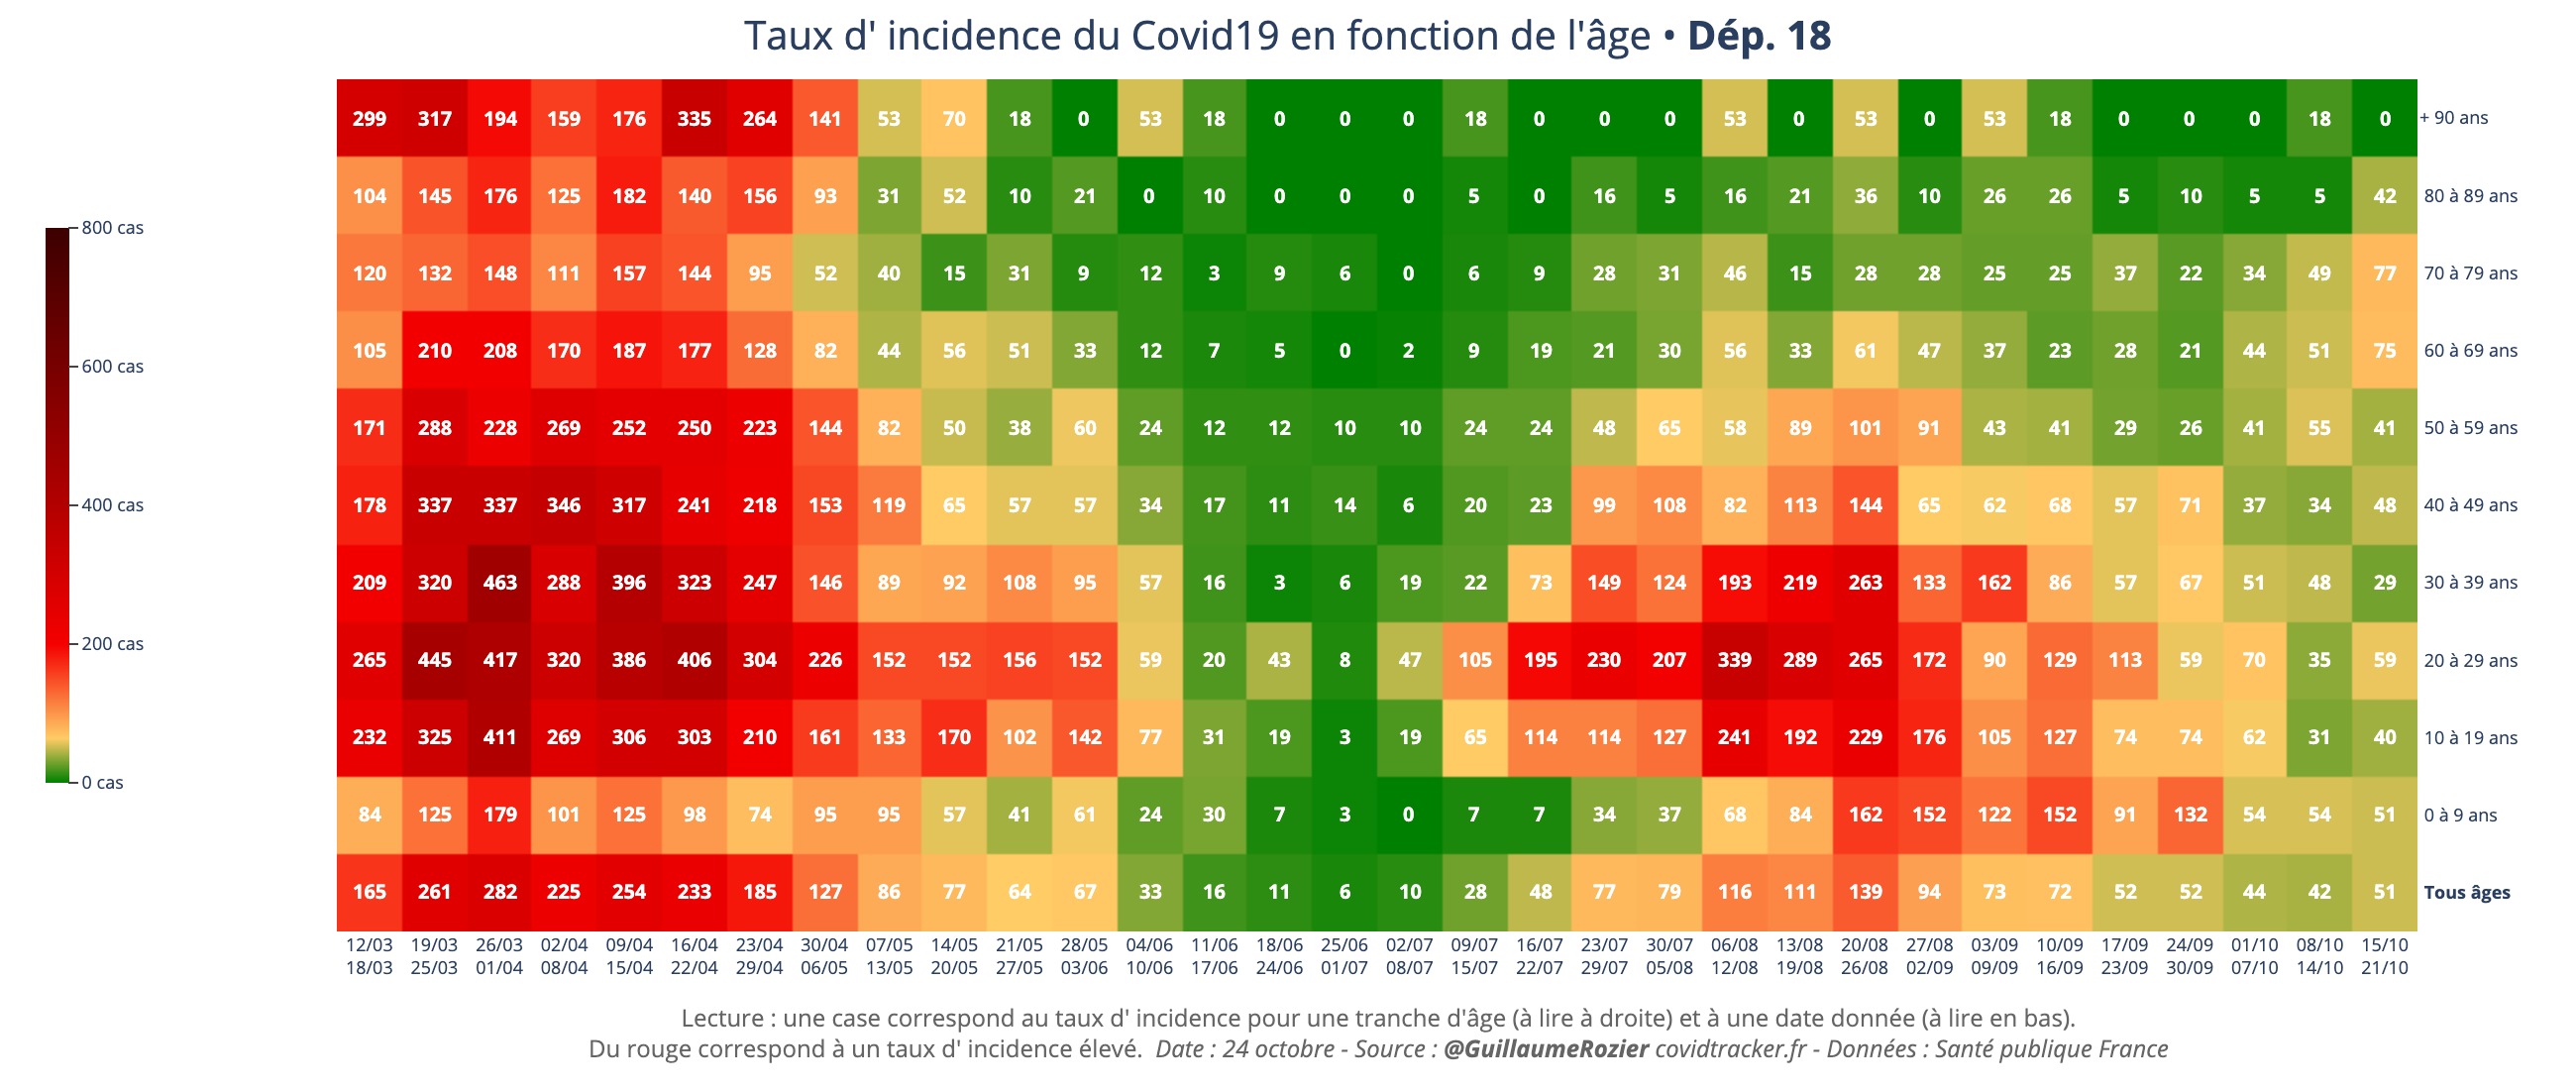 Taux d' incidence du Covid19 en fonction de l'âge • Dép. 18
800 cas
600 cas
400 cas
200 cas
0 cas
299 317 194 159 176 335 264 141 53 70 18 0 53 18 0 0 0 18 0 0 0 53 0 53 0 53 18 0 0 0 18 0 + 90 ans
104 145 176 125 182 140 156 93 31 52 10 21 0 10 0 0 0 5 0 16 5 16 21 36 10 26 26 5 10 5 5 42 80 à 89 ans
120 132 148 111 157 144 95 52 40 15 31 9 12 3 9 6 0 6 9 28 31 46 15 28 28 25 25 37 22 34 49 77 70 à 79 ans
105 210 208 170 187 177 128 82 44 56 51 33 12 7 5 0 2 9 19 21 30 56 33 61 47 37 23 28 21 44 51 75 60 à 69 ans
171 288 228 269 252 250 223 144 82 50 38 60 24 12 12 10 10 24 24 48 65 58 89 101 91 43 41 29 26 41 55 41 50 à 59 ans
178 337 337 346 317 241 218 153 119 65 57 57 34 17 11 14 6 20 23 99 108 82 113 144 65 62 68 57 71 37 34 48 40 à 49 ans
209 320 463 288 396 323 247 146 89 92 108 95 57 16 3 6 19 22 73 149 124 193 219 263 133 162 86 57 67 51 48 29 30 à 39 ans
265 445 417 320 386 406 304 226 152 152 156 152 59 20 43 8 47 105 195 230 207 339 289 265 172 90 129 113 59 70 35 59 20 à 29 ans
232 325 411 269 306 303 210 161 133 170 102 142 77 31 19 3 19 65 114 114 127 241 192 229 176 105 127 74 74 62 31 40 10 à 19 ans
84 125 179 101 125 98 74 95 95 57 41 61 24 30 7 3 0 7 7 34 37 68 84 162 152 122 152 91 132 54 54 51 0 à 9 ans
165 261 282 225 254 233 185 127 86 77 64 67 33 16 11 6 10 28 48 77 79 116 111 139 94 73 72 52 52 44 42 51 Tous âges
12/03 19/03 26/03 02/04 09/04 16/04 23/04 30/04 07/05 14/05 21/05 28/05 04/06 11/06 18/06 25/06 02/07 09/07 16/07 23/07 30/07 06/08 13/08 20/08 27/08 03/09 10/09 17/09 24/09 01/10 08/10 15/10
18/03 25/03 01/04 08/04 15/04 22/04 29/04 06/05 13/05 20/05 27/05 03/06 10/06 17/06 24/06 01/07 08/07 15/07 22/07 29/07 05/08 12/08 19/08 26/08 02/09 09/09 16/09 23/09 30/09 07/10 14/10 21/10
Lecture : une case correspond au taux d' incidence pour une tranche d'âge (à lire à droite) et à une date donnée (à lire en bas).
Du rouge correspond à un taux d' incidence élevé. Date : 24 octobre - Source : @GuillaumeRozier covidtracker.fr - Données : Santé publique France